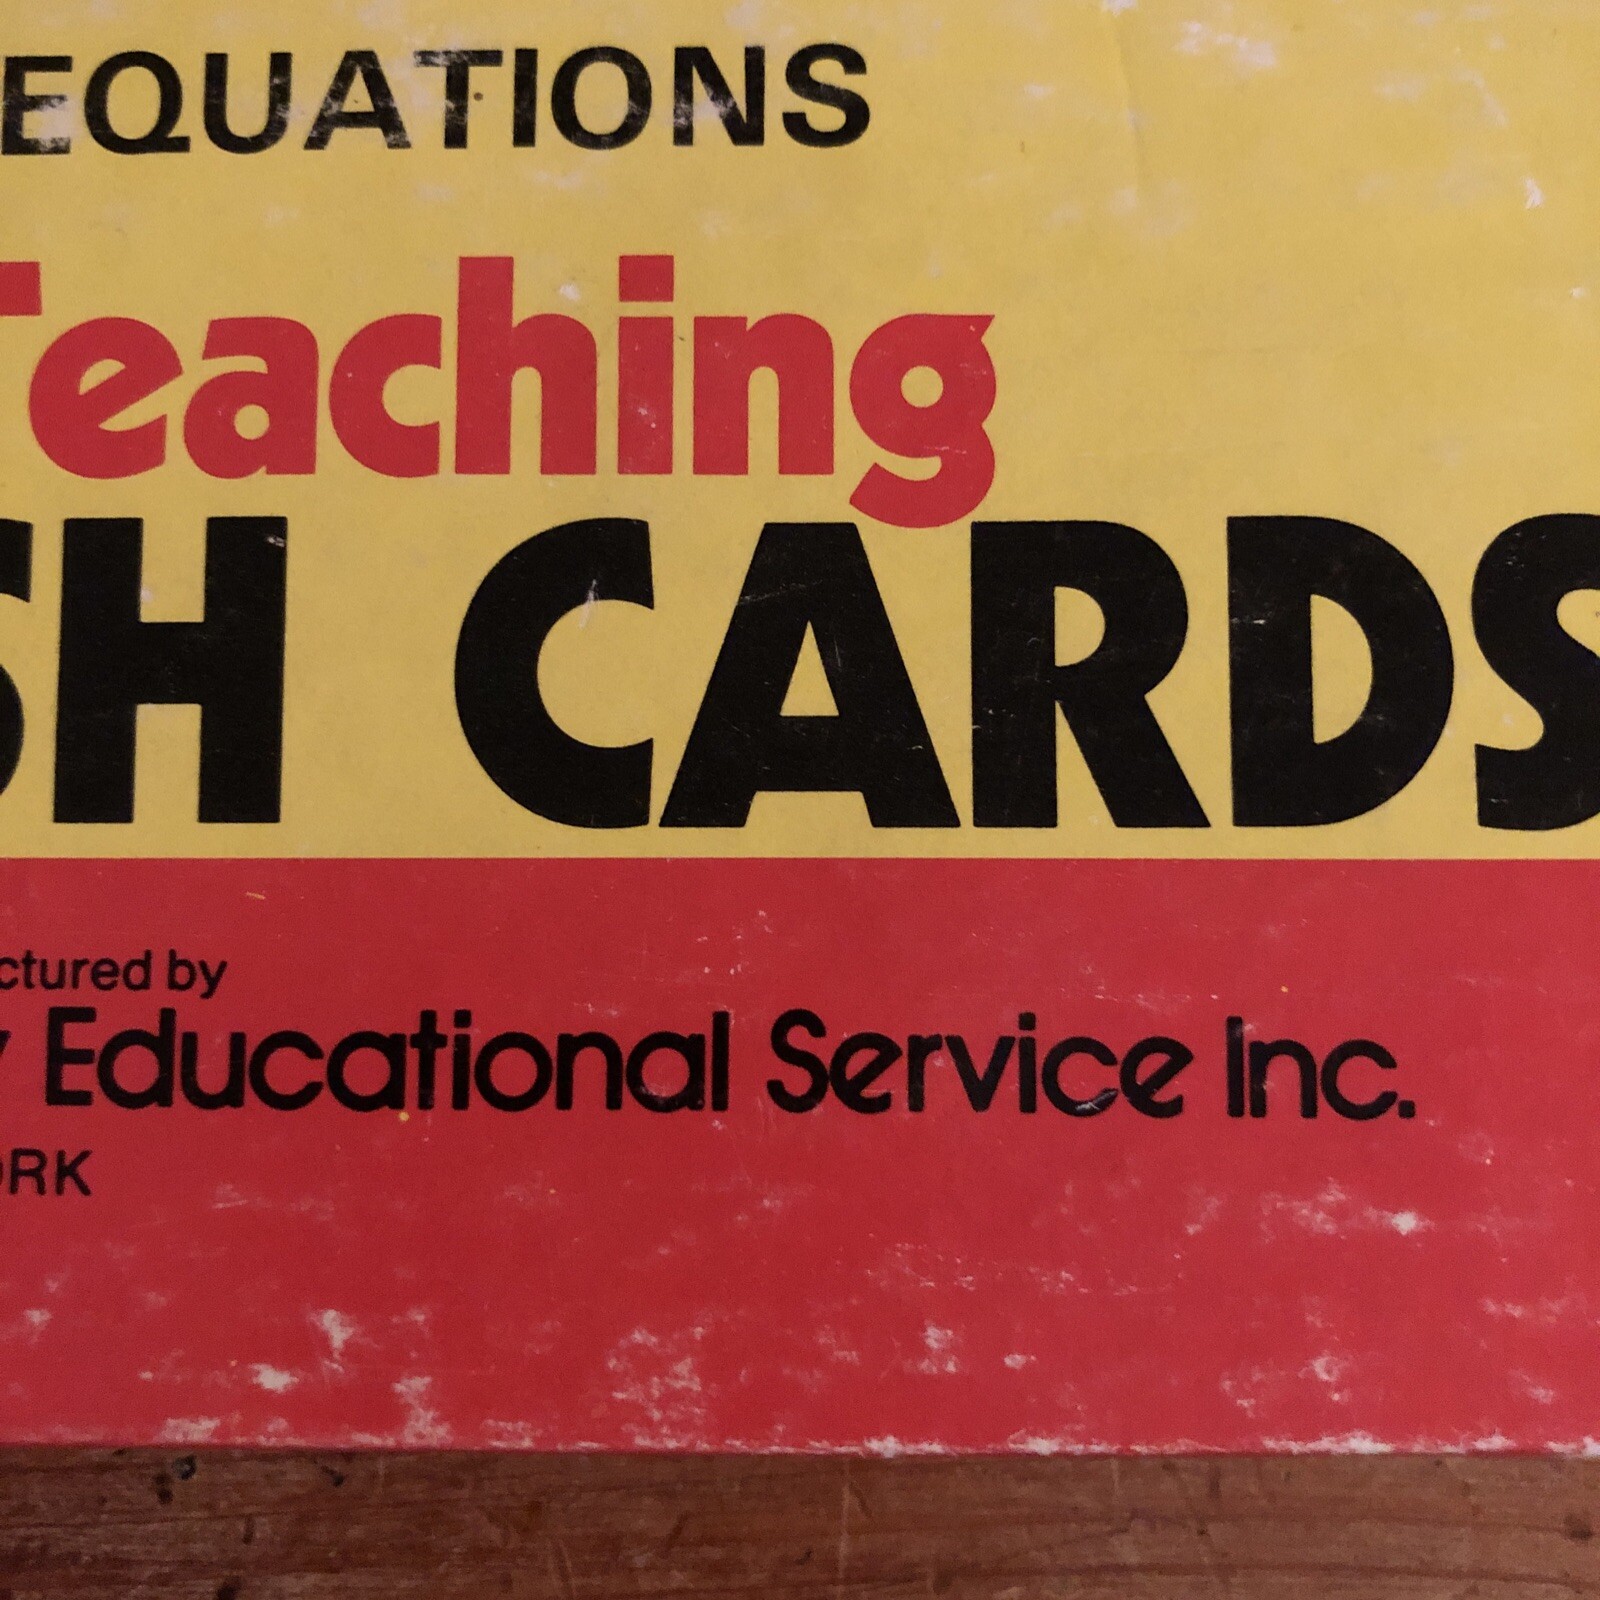 EQUATIONS
Teaching
SH CARDS
ctured by
Educational Service Inc.
ORK